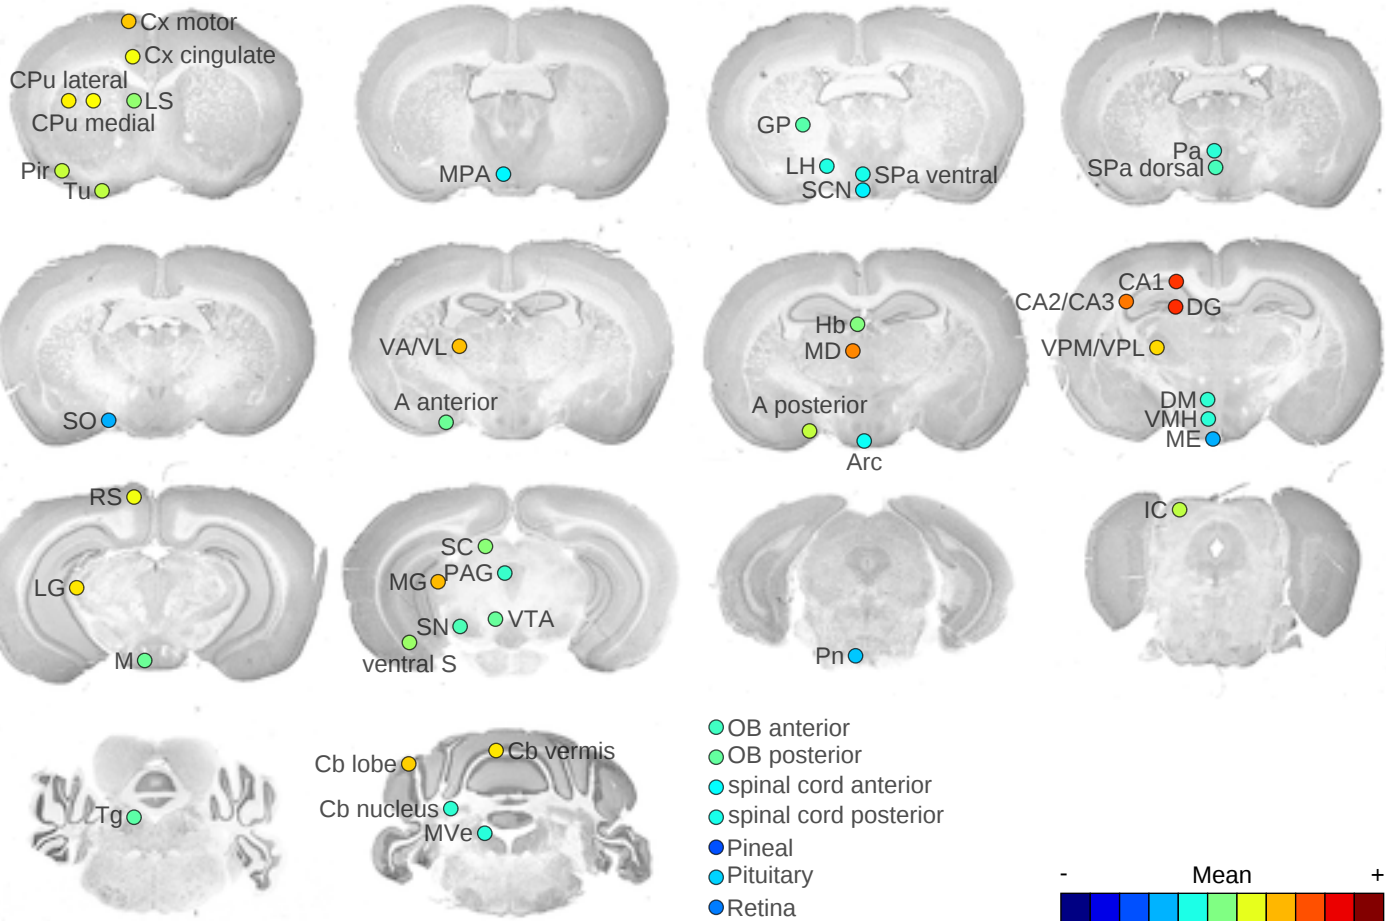 Cx motor
Cx cingulate
CPu lateral
LS
CPu medial
Pir
Tu
MPA
GP
LH
SPa ventral
SCN
Pa
SPa dorsal
SO
VA/VL
A anterior
Hb
MD
A posterior
Arc
CA1
CA2/CA3
DG
VPM/VPL
DM
VMH
ME
RS
LG
M
SC
MG
PAG
SN
VTA
ventral S
Pn
IC
Tg
Cb lobe
Cb vermis
Cb nucleus
MVe
OB anterior
OB posterior
spinal cord anterior
spinal cord posterior
Pineal
Pituitary
Retina
- Mean +